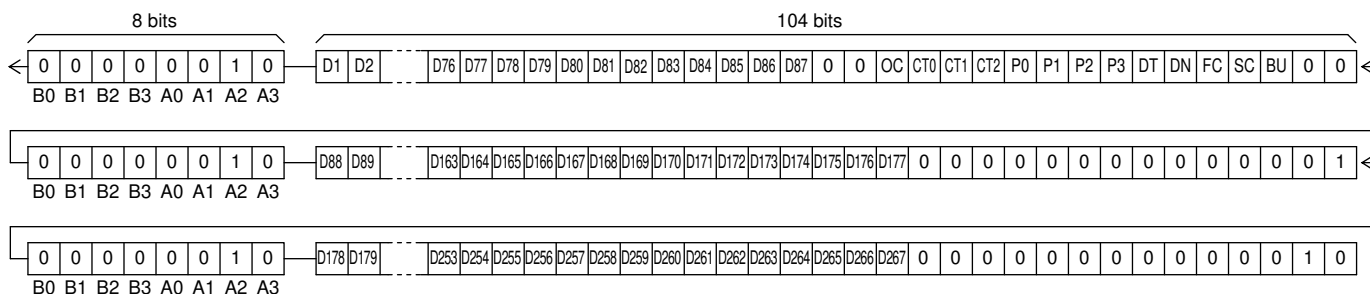 8 bits 104 bits
0 0 0 0 0 0 1 0 D1 D2 D76 D77 D78 D79 D80 D81 D82 D83 D84 D85 D86 D87 0 0 OC CT0 CT1 CT2 P0 P1 P2 P3 DT DN FC SC BU 0 0
B0 B1 B2 B3 A0 A1 A2 A3
0 0 0 0 0 0 1 0 D88 D89 D163 D164 D165 D166 D167 D168 D169 D170 D171 D172 D173 D174 D175 D176 D177 0 0 0 0 0 0 0 0 0 0 0 0 0 1
B0 B1 B2 B3 A0 A1 A2 A3
0 0 0 0 0 0 1 0 D178 D179 D253 D254 D255 D256 D257 D258 D259 D260 D261 D262 D263 D264 D265 D266 D267 0 0 0 0 0 0 0 0 0 0 0 0 1 0
B0 B1 B2 B3 A0 A1 A2 A3